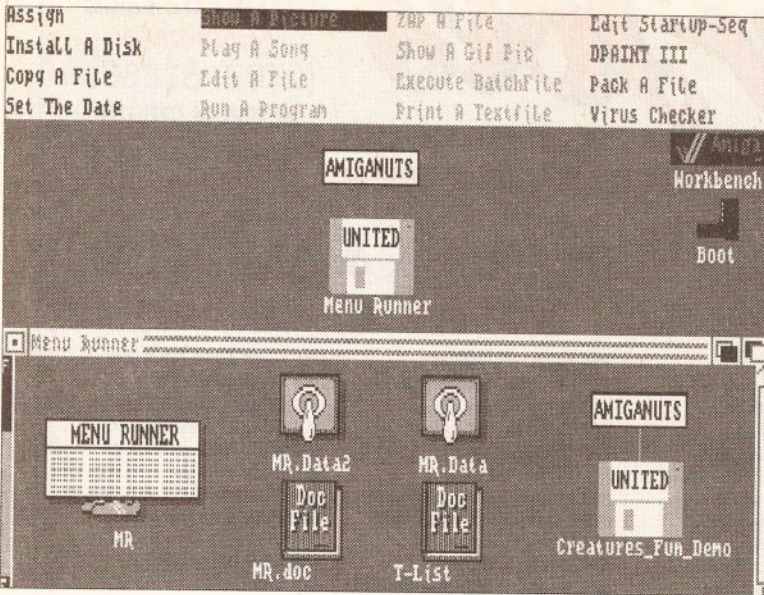 Assign Show A Picture ZAP A File Edit Startup-Seq
Install A Disk Play A Song Show A Gif Pic DPAINT III
Copy A File Edit A File Execute BatchFile Pack A File
Set The Date Run A Program Print A Textfile Virus Checker
AMIGANUTS
Amiga
Workbench
UNITED
Boot
Menu Runner
Menu Runner
MENU RUNNER
AMIGANUTS
MR.Data2 MR.Data
UNITED
Doc File
Doc File
MR
Creatures_Fun_Demo
MR.doc T-List